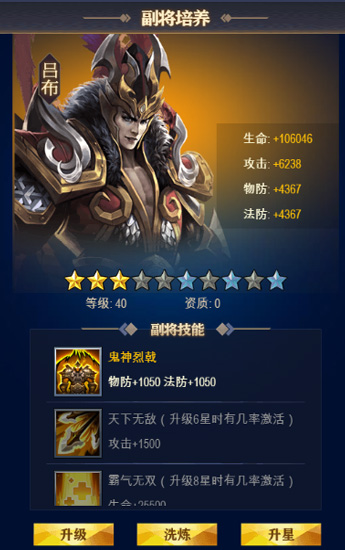 副将培养
吕布
生命: +106046
攻击: +6238
物防: +4367
法防: +4367
等级: 40 资质: 0
副将技能
鬼神烈戟
物防+1050 法防+1050
天下无敌（升级6星时有几率激活）
攻击+1500
霸气无双（升级8星时有几率激活）
生命+25500
升级 洗炼 升星